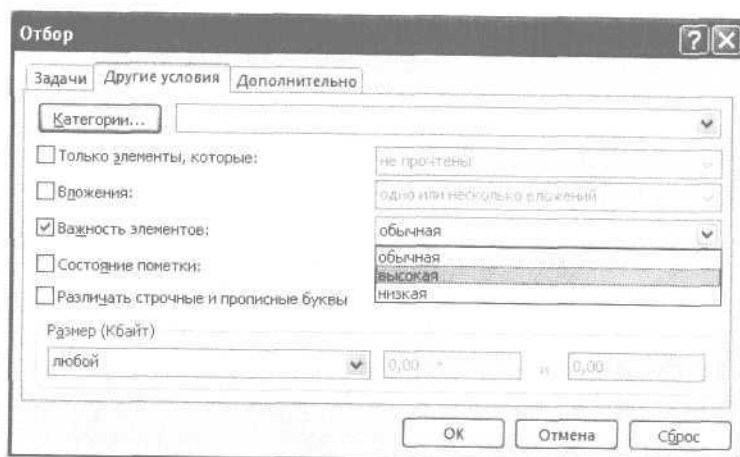 Отбор
Задачи Другие условия Дополнительно
Категории...
Только элементы, которые: не прочтены
Вложения: одно или несколько вложений
Важность элементов: обычная
обычная
Состояние пометки: высокая
Различать строчные и прописные буквы низкая
Размер (Кбайт)
любой 0,00 и 0,00
ОК Отмена Сброс